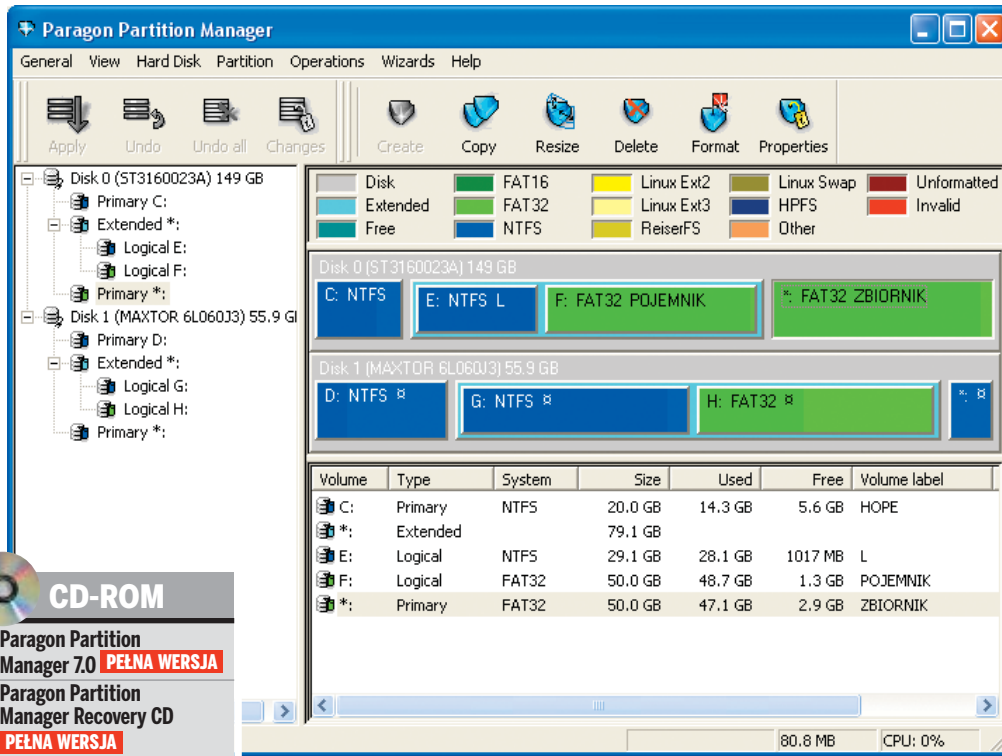 Paragon Partition Manager
General View Hard Disk Partition Operations Wizards Help
Apply Undo Undo all Changes Create Copy Resize Delete Format Properties
Disk 0 (ST3160023A) 149 GB
Primary C:
Extended *:
Logical E:
Logical F:
Primary *:
Disk 1 (MAXTOR 6L060J3) 55.9 GI
Primary D:
Extended *:
Logical G:
Logical H:
Primary *:
Disk FAT16 Linux Ext2 Linux Swap Unformatted
Extended FAT32 Linux Ext3 HPFS Invalid
Free NTFS ReiserFS Other
Disk 0 (ST3160023A) 149 GB
C: NTFS E: NTFS L F: FAT32 POJEMNIK *: FAT32 ZBIORNIK
Disk 1 (MAXTOR 6L060J3) 55.9 GB
D: NTFS ¤ G: NTFS ¤ H: FAT32 ¤ *: ¤
Volume Type System Size Used Free Volume label
C: Primary NTFS 20.0 GB 14.3 GB 5.6 GB HOPE
*: Extended 79.1 GB
E: Logical NTFS 29.1 GB 28.1 GB 1017 MB L
F: Logical FAT32 50.0 GB 48.7 GB 1.3 GB POJEMNIK
*: Primary FAT32 50.0 GB 47.1 GB 2.9 GB ZBIORNIK
80.8 MB CPU: 0%
CD-ROM
Paragon Partition
Manager 7.0 PEŁNA WERSJA
Paragon Partition
Manager Recovery CD
PEŁNA WERSJA